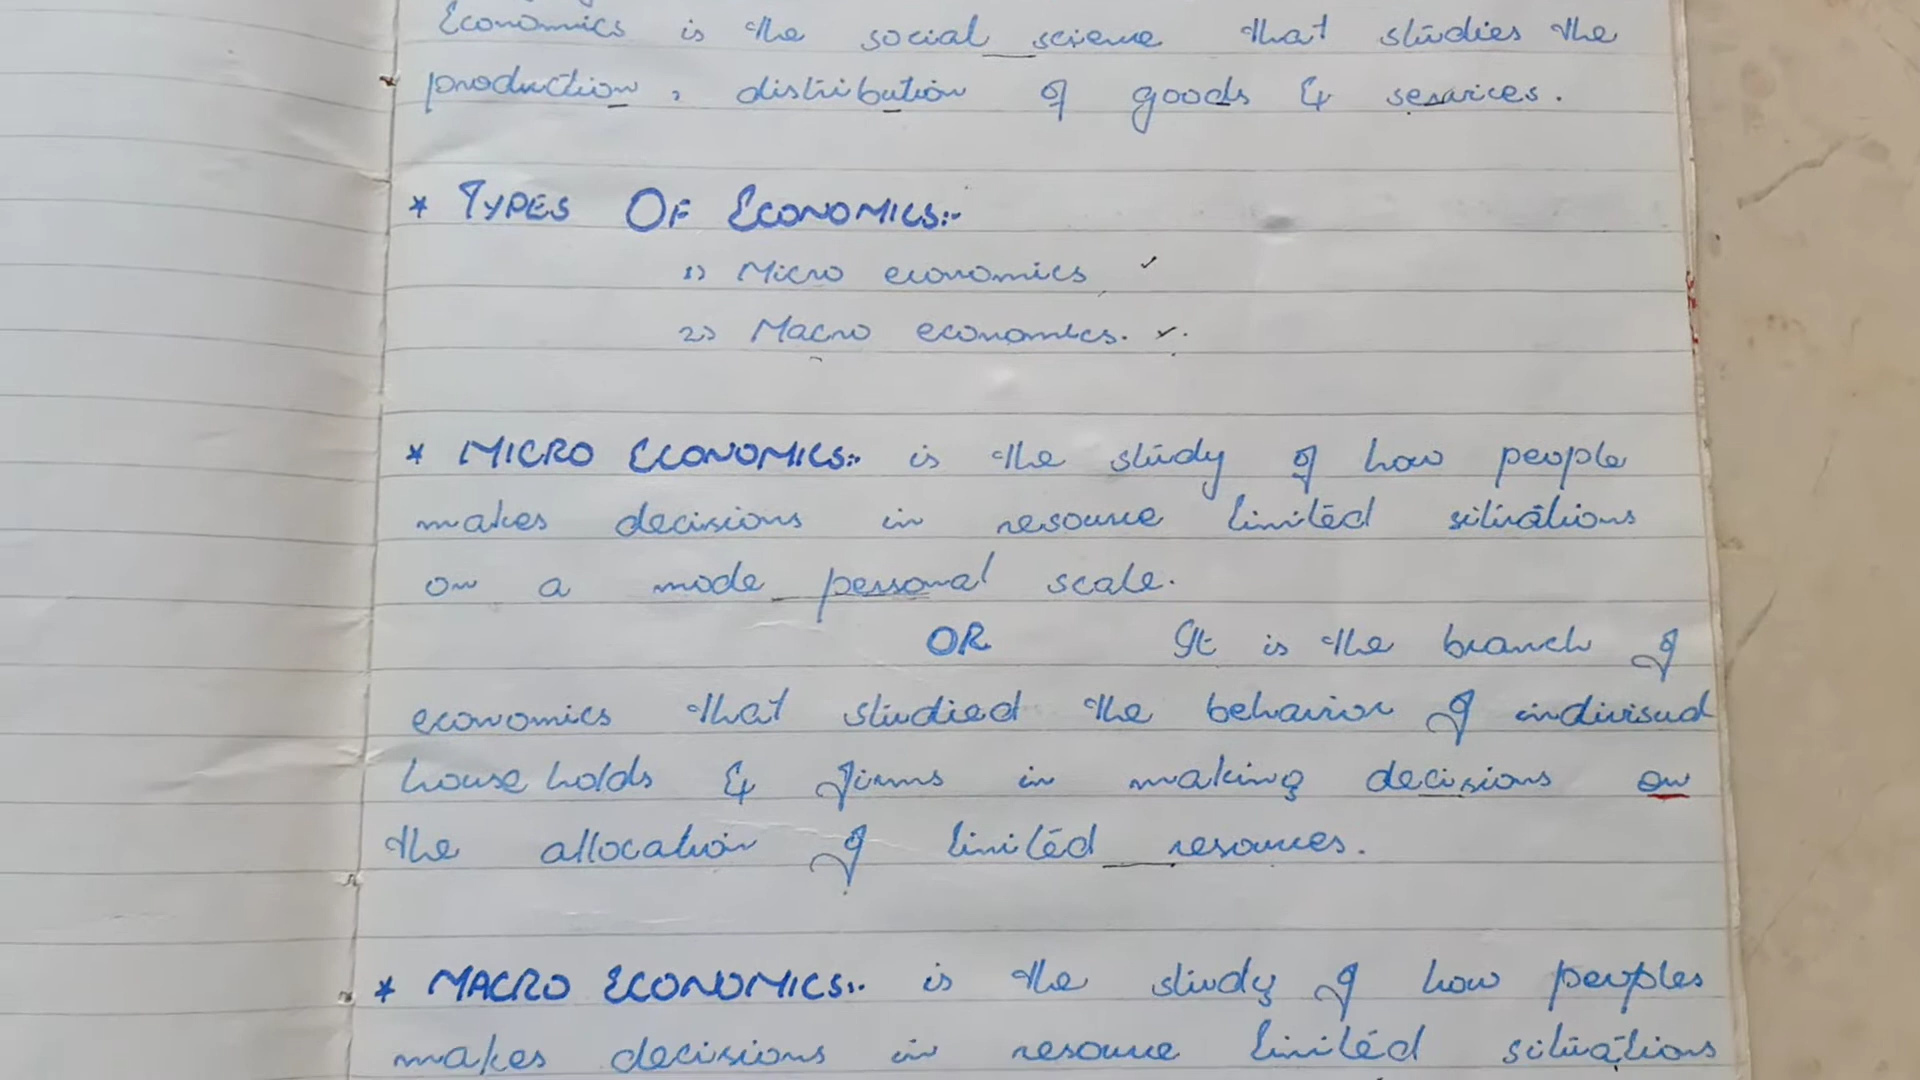 Economics is the social science that studies the
production, distribution of goods & services.
* TYPES OF ECONOMICS:-
1) Micro economics ✓
2) Macro economics. ✓.
* MICRO ECONOMICS:- is the study of how people
makes decisions in resource limited situations
on a mode personal scale.
OR It is the branch of
economics that studied the behavior of
house holds & firms in making decisions on
the allocation of limited resources.
* MACRO ECONOMICS:- is the study of how peoples
makes decisions in resource limited situations